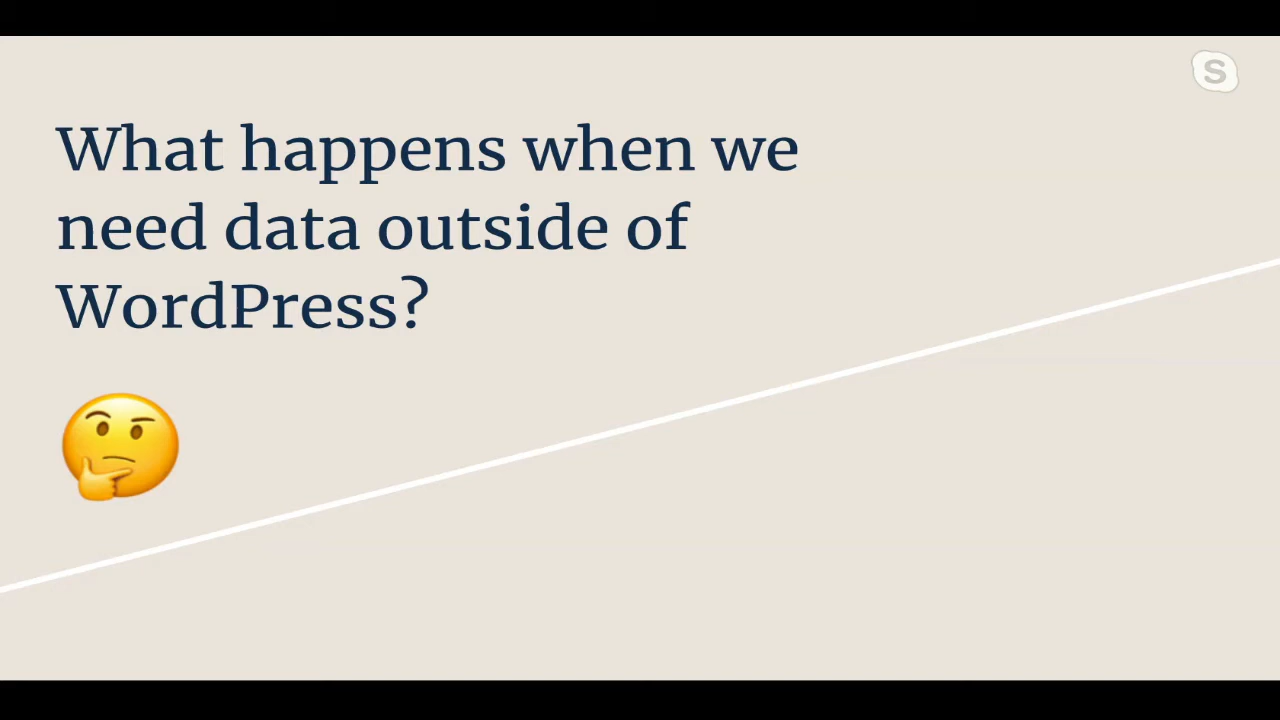 S
What happens when we
need data outside of
WordPress?